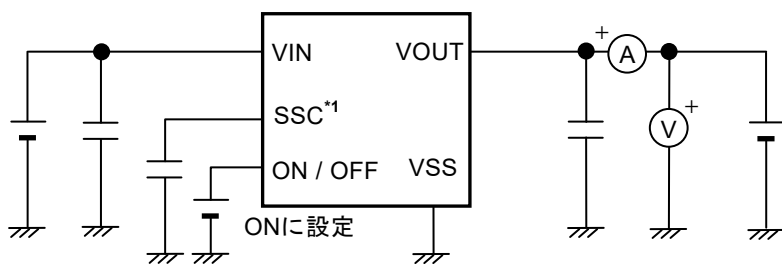 VIN
VOUT
+
A
SSC*1
V
+
ON / OFF
VSS
ONに設定